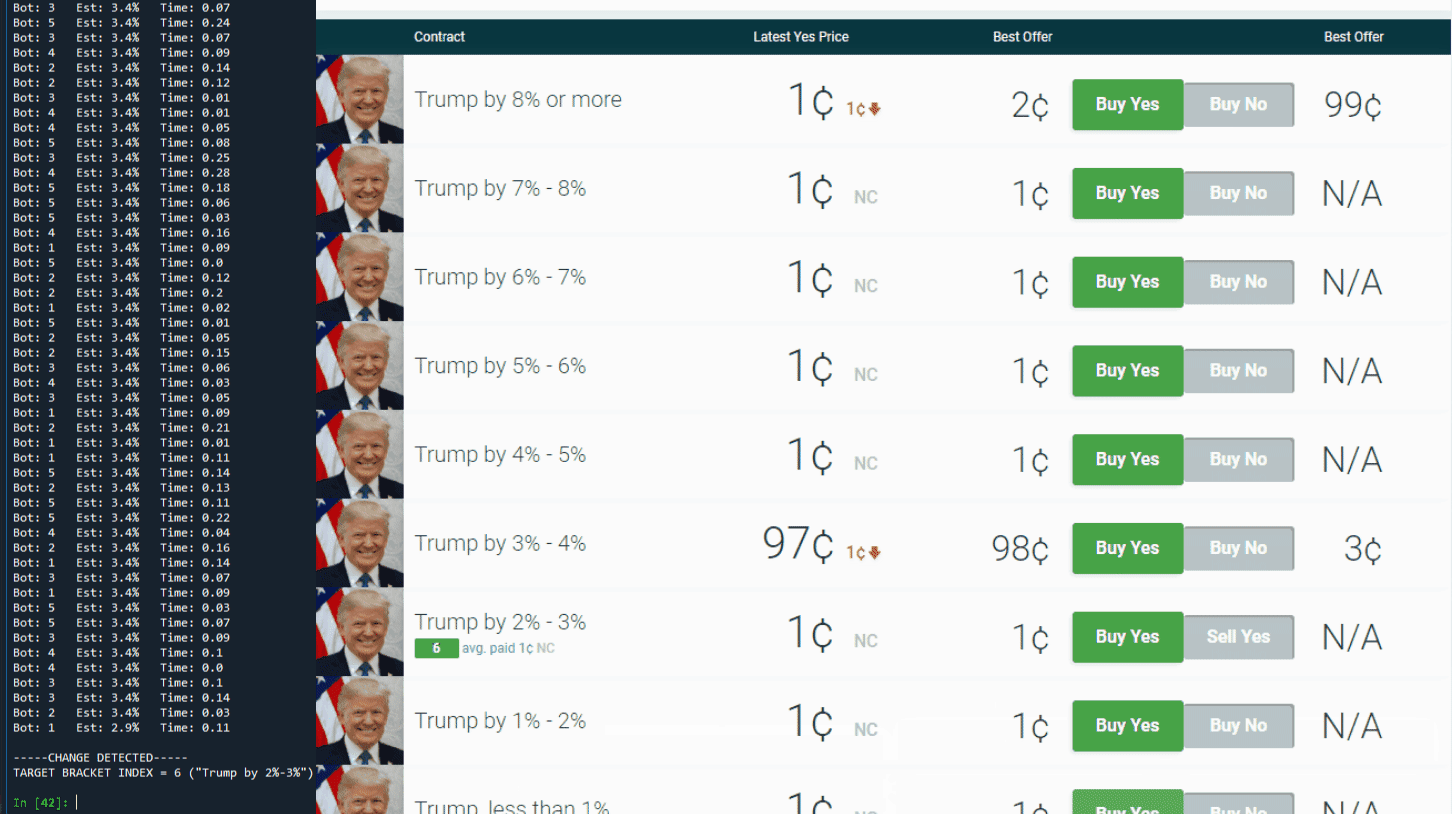 Bot: 3 Est: 3.4% Time: 0.07
Bot: 5 Est: 3.4% Time: 0.24
Bot: 3 Est: 3.4% Time: 0.07
Bot: 4 Est: 3.4% Time: 0.09
Bot: 2 Est: 3.4% Time: 0.14
Bot: 2 Est: 3.4% Time: 0.12
Bot: 3 Est: 3.4% Time: 0.01
Bot: 4 Est: 3.4% Time: 0.01
Bot: 4 Est: 3.4% Time: 0.05
Bot: 5 Est: 3.4% Time: 0.08
Bot: 3 Est: 3.4% Time: 0.25
Bot: 4 Est: 3.4% Time: 0.28
Bot: 5 Est: 3.4% Time: 0.18
Bot: 5 Est: 3.4% Time: 0.06
Bot: 5 Est: 3.4% Time: 0.03
Bot: 4 Est: 3.4% Time: 0.16
Bot: 1 Est: 3.4% Time: 0.09
Bot: 5 Est: 3.4% Time: 0.0
Bot: 2 Est: 3.4% Time: 0.12
Bot: 2 Est: 3.4% Time: 0.2
Bot: 1 Est: 3.4% Time: 0.02
Bot: 5 Est: 3.4% Time: 0.01
Bot: 2 Est: 3.4% Time: 0.05
Bot: 2 Est: 3.4% Time: 0.15
Bot: 3 Est: 3.4% Time: 0.06
Bot: 4 Est: 3.4% Time: 0.03
Bot: 3 Est: 3.4% Time: 0.05
Bot: 1 Est: 3.4% Time: 0.09
Bot: 2 Est: 3.4% Time: 0.21
Bot: 1 Est: 3.4% Time: 0.01
Bot: 1 Est: 3.4% Time: 0.11
Bot: 5 Est: 3.4% Time: 0.14
Bot: 2 Est: 3.4% Time: 0.13
Bot: 5 Est: 3.4% Time: 0.11
Bot: 5 Est: 3.4% Time: 0.22
Bot: 4 Est: 3.4% Time: 0.04
Bot: 2 Est: 3.4% Time: 0.16
Bot: 1 Est: 3.4% Time: 0.14
Bot: 3 Est: 3.4% Time: 0.07
Bot: 1 Est: 3.4% Time: 0.09
Bot: 5 Est: 3.4% Time: 0.03
Bot: 5 Est: 3.4% Time: 0.07
Bot: 3 Est: 3.4% Time: 0.09
Bot: 4 Est: 3.4% Time: 0.1
Bot: 4 Est: 3.4% Time: 0.0
Bot: 3 Est: 3.4% Time: 0.1
Bot: 3 Est: 3.4% Time: 0.14
Bot: 2 Est: 3.4% Time: 0.03
Bot: 1 Est: 2.9% Time: 0.11
-----CHANGE DETECTED-----
TARGET BRACKET INDEX = 6 ("Trump by 2%-3%")
In [42]:
Contract Latest Yes Price Best Offer Best Offer
Trump by 8% or more 1¢ 1¢ 2¢ Buy Yes Buy No 99¢
Trump by 7% - 8% 1¢ NC 1¢ Buy Yes Buy No N/A
Trump by 6% - 7% 1¢ NC 1¢ Buy Yes Buy No N/A
Trump by 5% - 6% 1¢ NC 1¢ Buy Yes Buy No N/A
Trump by 4% - 5% 1¢ NC 1¢ Buy Yes Buy No N/A
Trump by 3% - 4% 97¢ 1¢ 98¢ Buy Yes Buy No 3¢
Trump by 2% - 3% 1¢ NC 1¢ Buy Yes Sell Yes N/A
6 avg. paid 1¢ NC
Trump by 1% - 2% 1¢ NC 1¢ Buy Yes Buy No N/A
Trump, less than 1% 1¢ NC 1¢ Buy Yes Buy No N/A